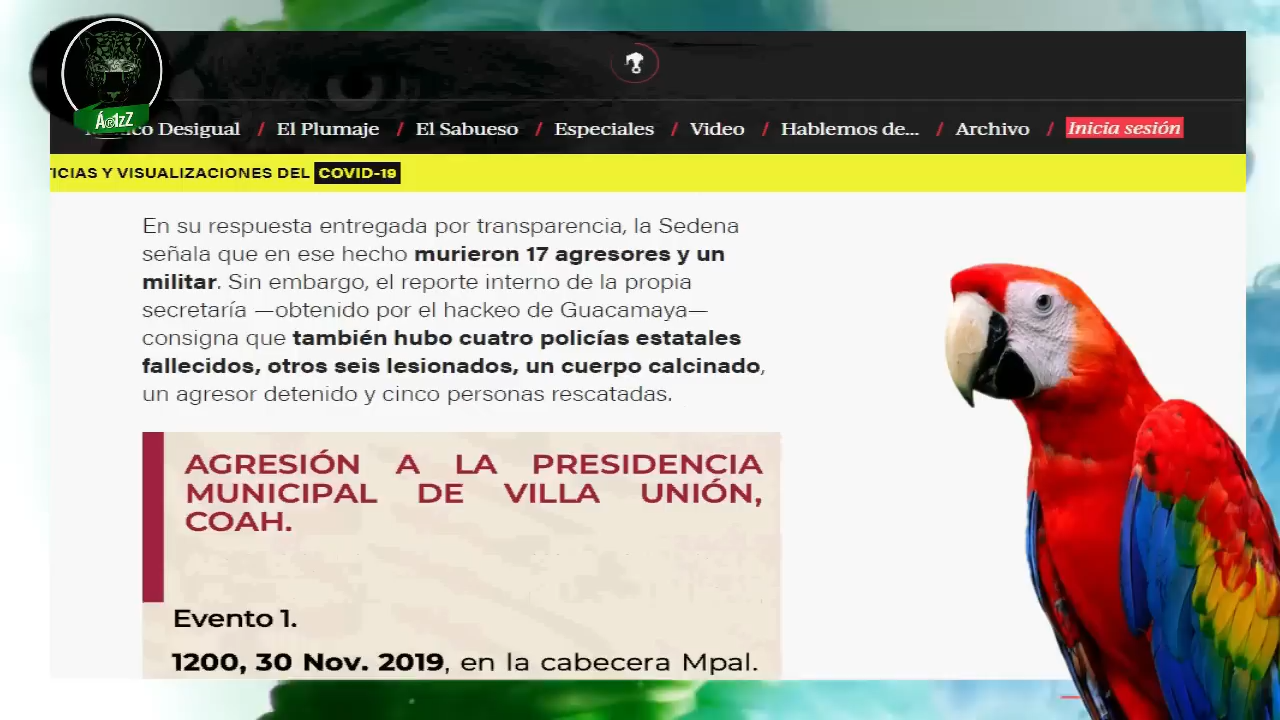 Á®IzZ
co Desigual / El Plumaje / El Sabueso / Especiales / Video / Hablemos de... / Archivo / Inicia sesión
ICIAS Y VISUALIZACIONES DEL COVID-19
En su respuesta entregada por transparencia, la Sedena
señala que en ese hecho murieron 17 agresores y un
militar. Sin embargo, el reporte interno de la propia
secretaría —obtenido por el hackeo de Guacamaya—
consigna que también hubo cuatro policías estatales
fallecidos, otros seis lesionados, un cuerpo calcinado,
un agresor detenido y cinco personas rescatadas.
AGRESIÓN A LA PRESIDENCIA
MUNICIPAL DE VILLA UNIÓN,
COAH.
Evento 1.
1200, 30 Nov. 2019, en la cabecera Mpal.